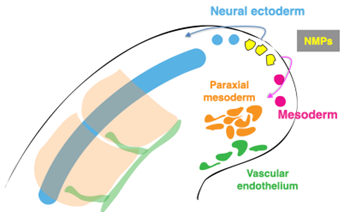 Neural ectoderm
NMPs
Paraxial
mesoderm
Mesoderm
Vascular
endothelium